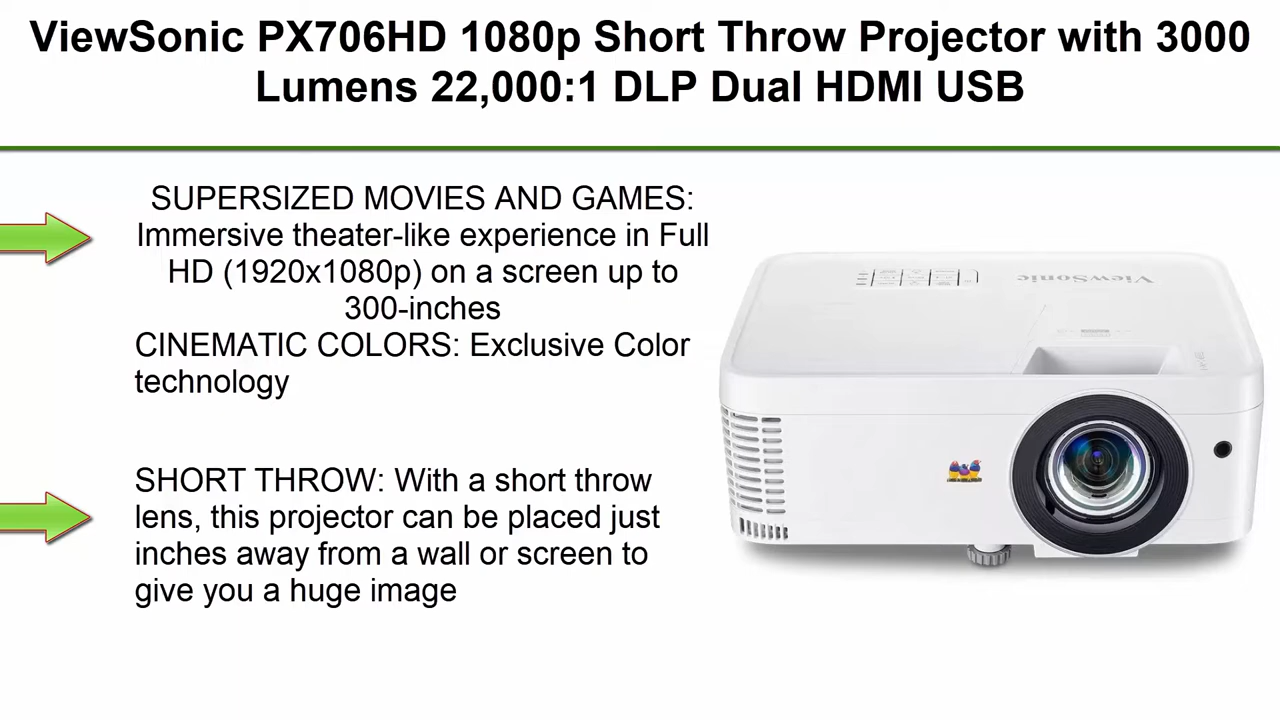 ViewSonic PX706HD 1080p Short Throw Projector with 3000
Lumens 22,000:1 DLP Dual HDMI USB
SUPERSIZED MOVIES AND GAMES:
Immersive theater-like experience in Full
HD (1920x1080p) on a screen up to
300-inches
CINEMATIC COLORS: Exclusive Color
technology
SHORT THROW: With a short throw
lens, this projector can be placed just
inches away from a wall or screen to
give you a huge image
ViewSonic